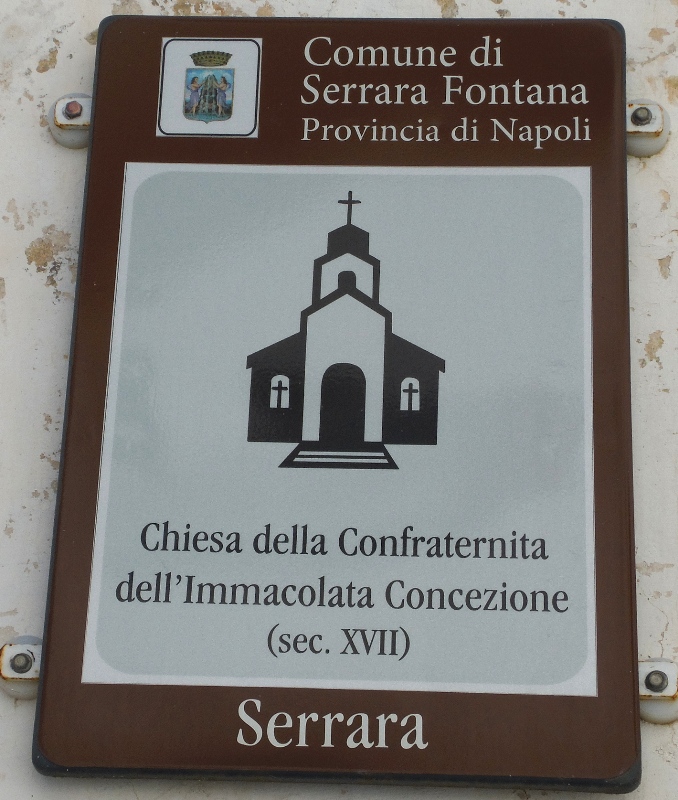 Comune di
Serrara Fontana
Provincia di Napoli
Chiesa della Confraternita
dell'Immacolata Concezione
(sec. XVII)
Serrara